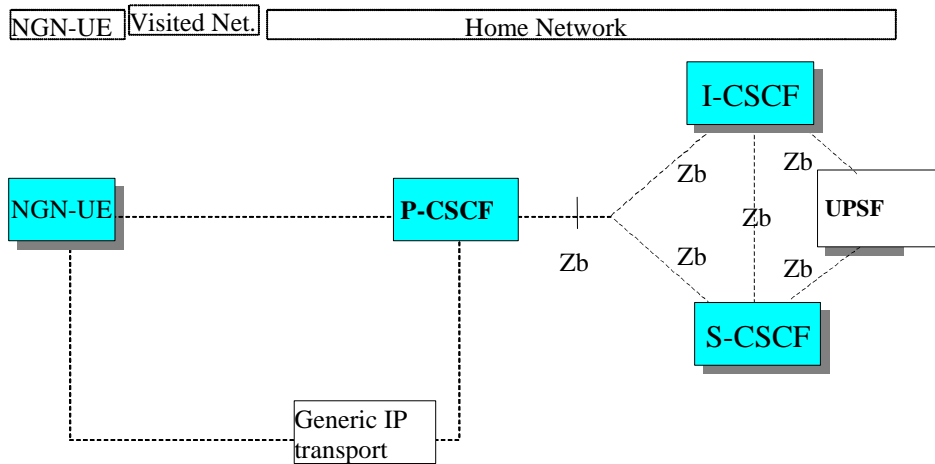 NGN-UE
Visited Net.
Home Network
I-CSCF
Zb
Zb
NGN-UE
P-CSCF
UPSF
Zb
Zb
Zb
Zb
S-CSCF
Generic IP
transport